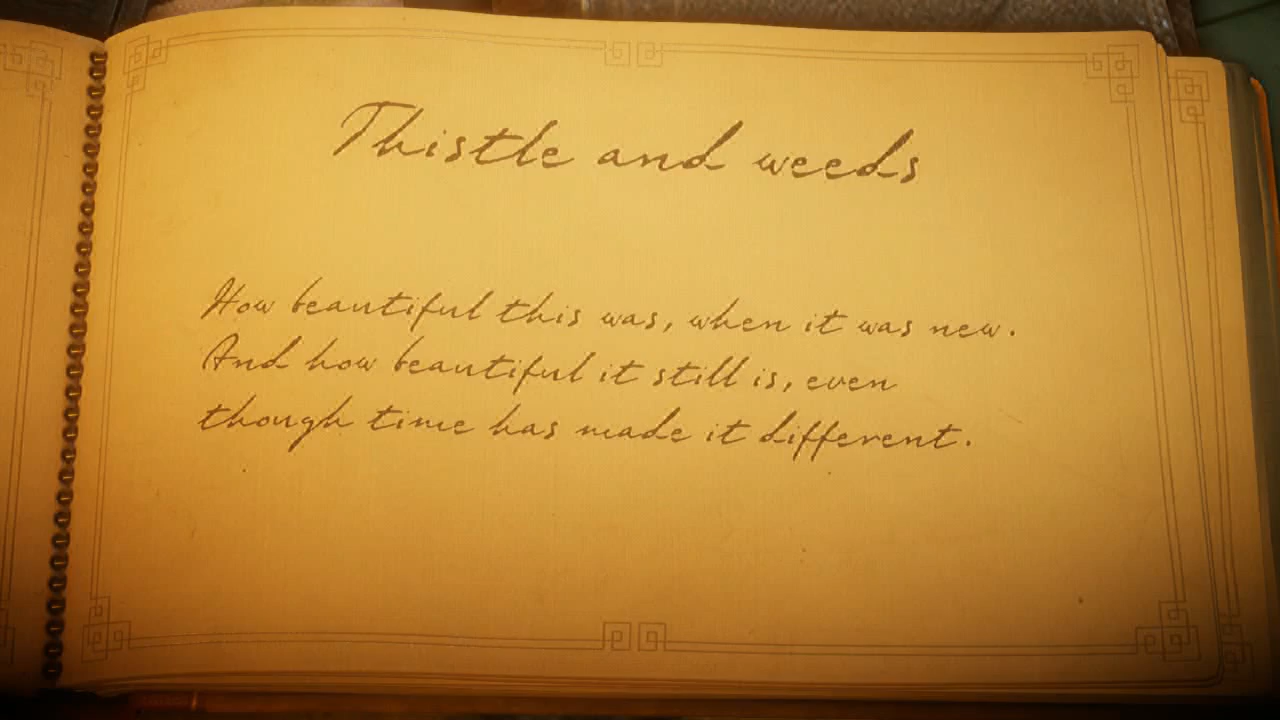 Thistle and weeds
How beautiful this was, when it was new.
And how beautiful it still is, even
though time has made it different.